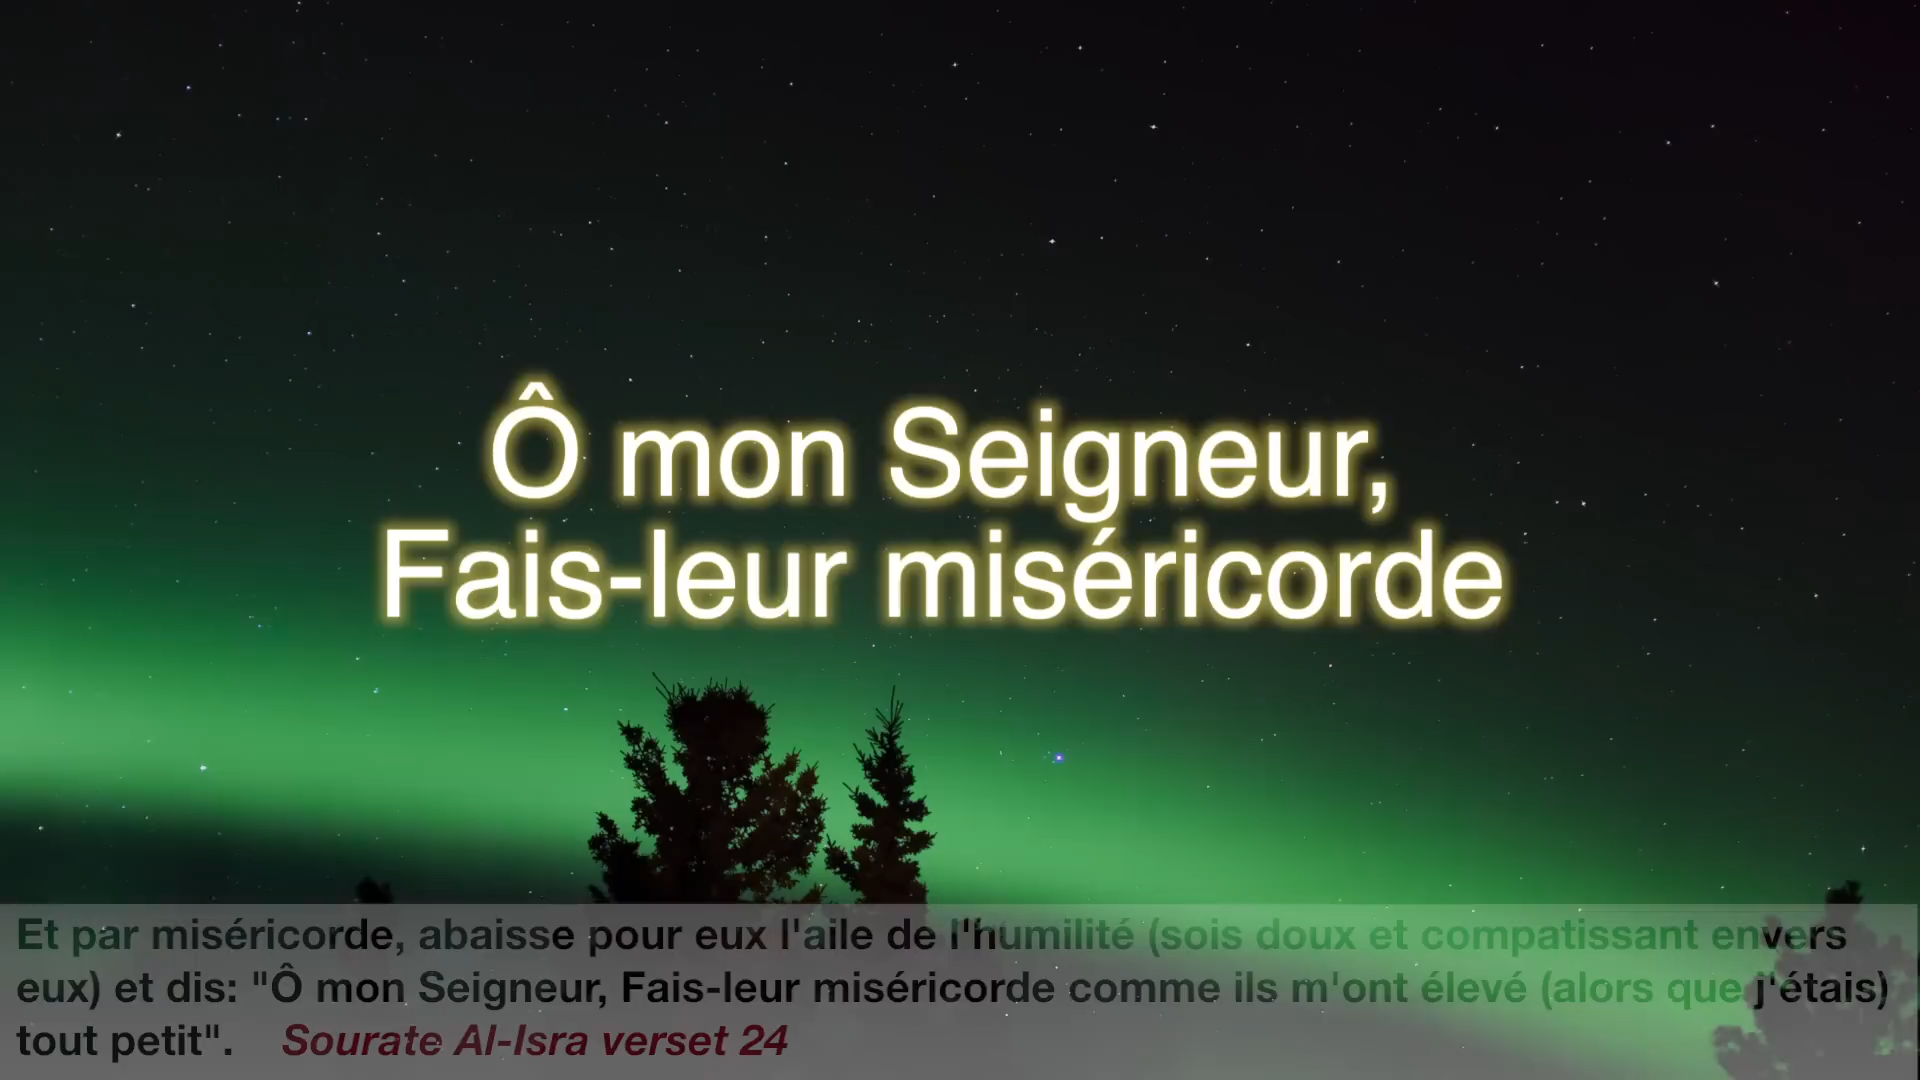 Ô mon Seigneur,
Fais-leur miséricorde
Et par miséricorde, abaisse pour eux l'aile de l'humilité (sois doux et compatissant envers
eux) et dis: "Ô mon Seigneur, Fais-leur miséricorde comme ils m'ont élevé (alors que j'étais)
tout petit". Sourate Al-Isra verset 24